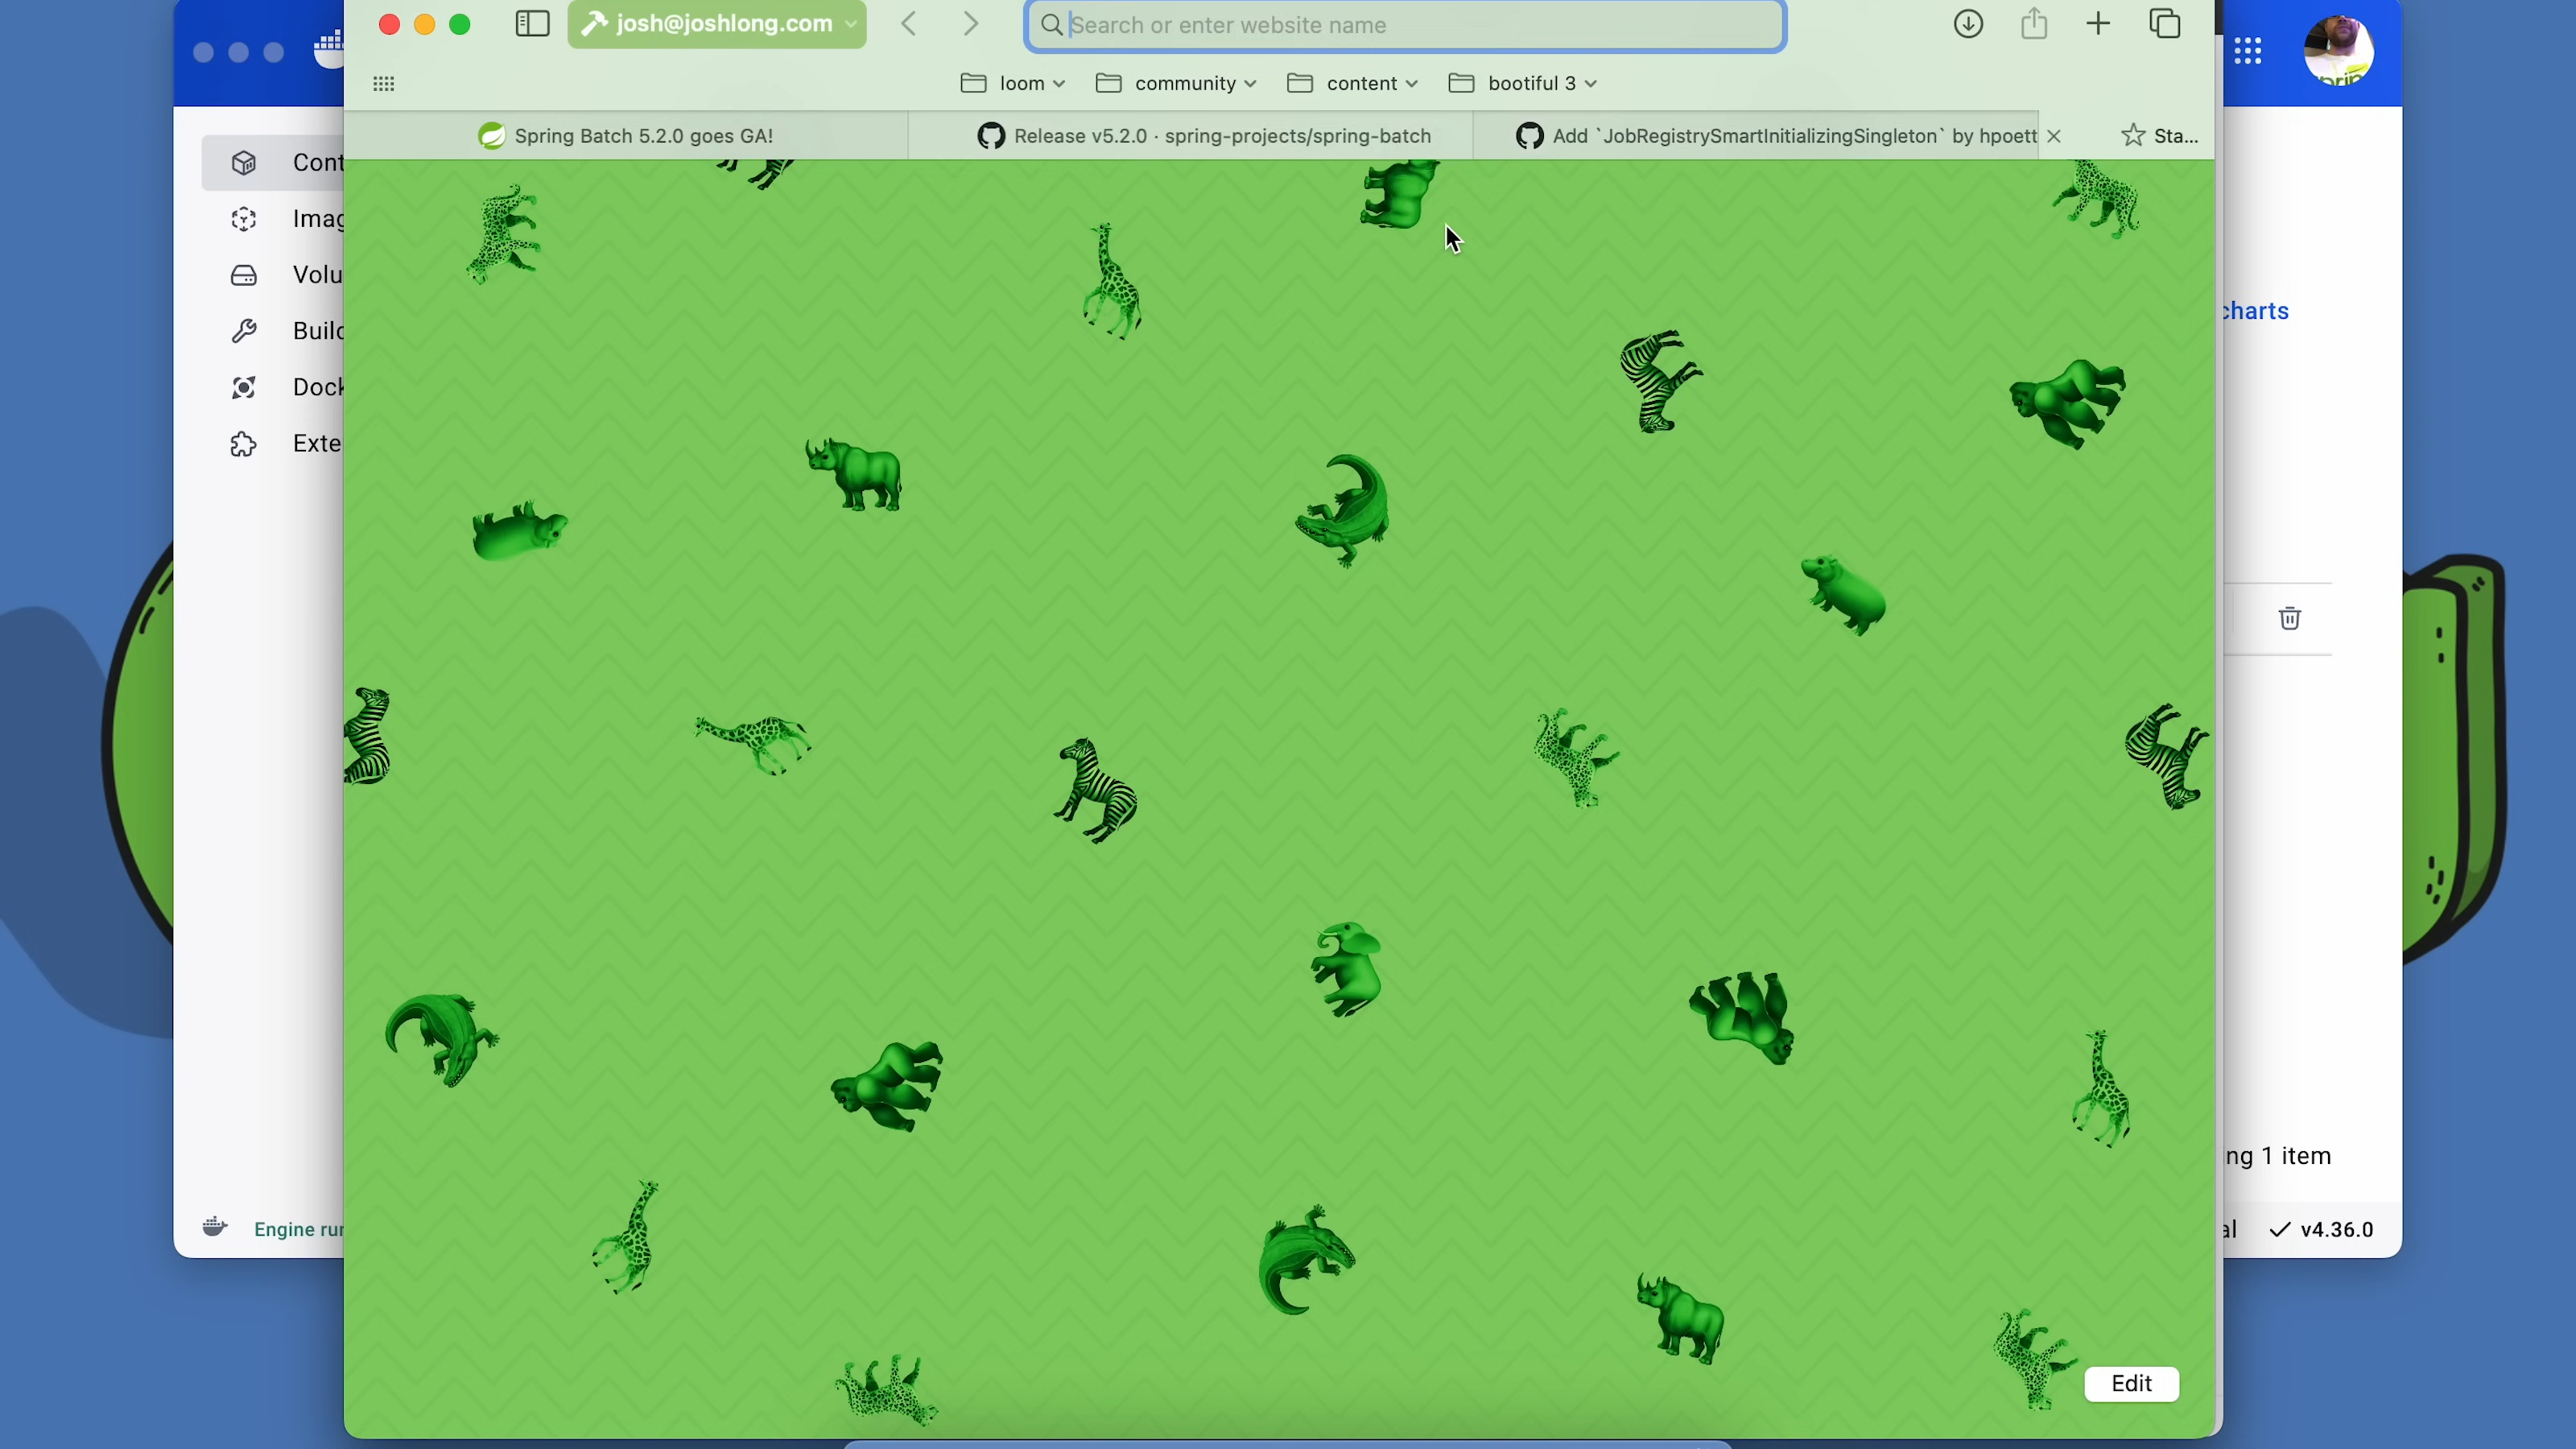 josh@joshlong.com
Search or enter website name
loom
community
content
bootiful 3
Spring Batch 5.2.0 goes GA!
Release v5.2.0 · spring-projects/spring-batch
Add `JobRegistrySmartInitializingSingleton` by hpoett
Sta...
Cont
Imag
Volu
Build
Dock
Exte
charts
ng 1 item
Engine rur
al
v4.36.0
Edit